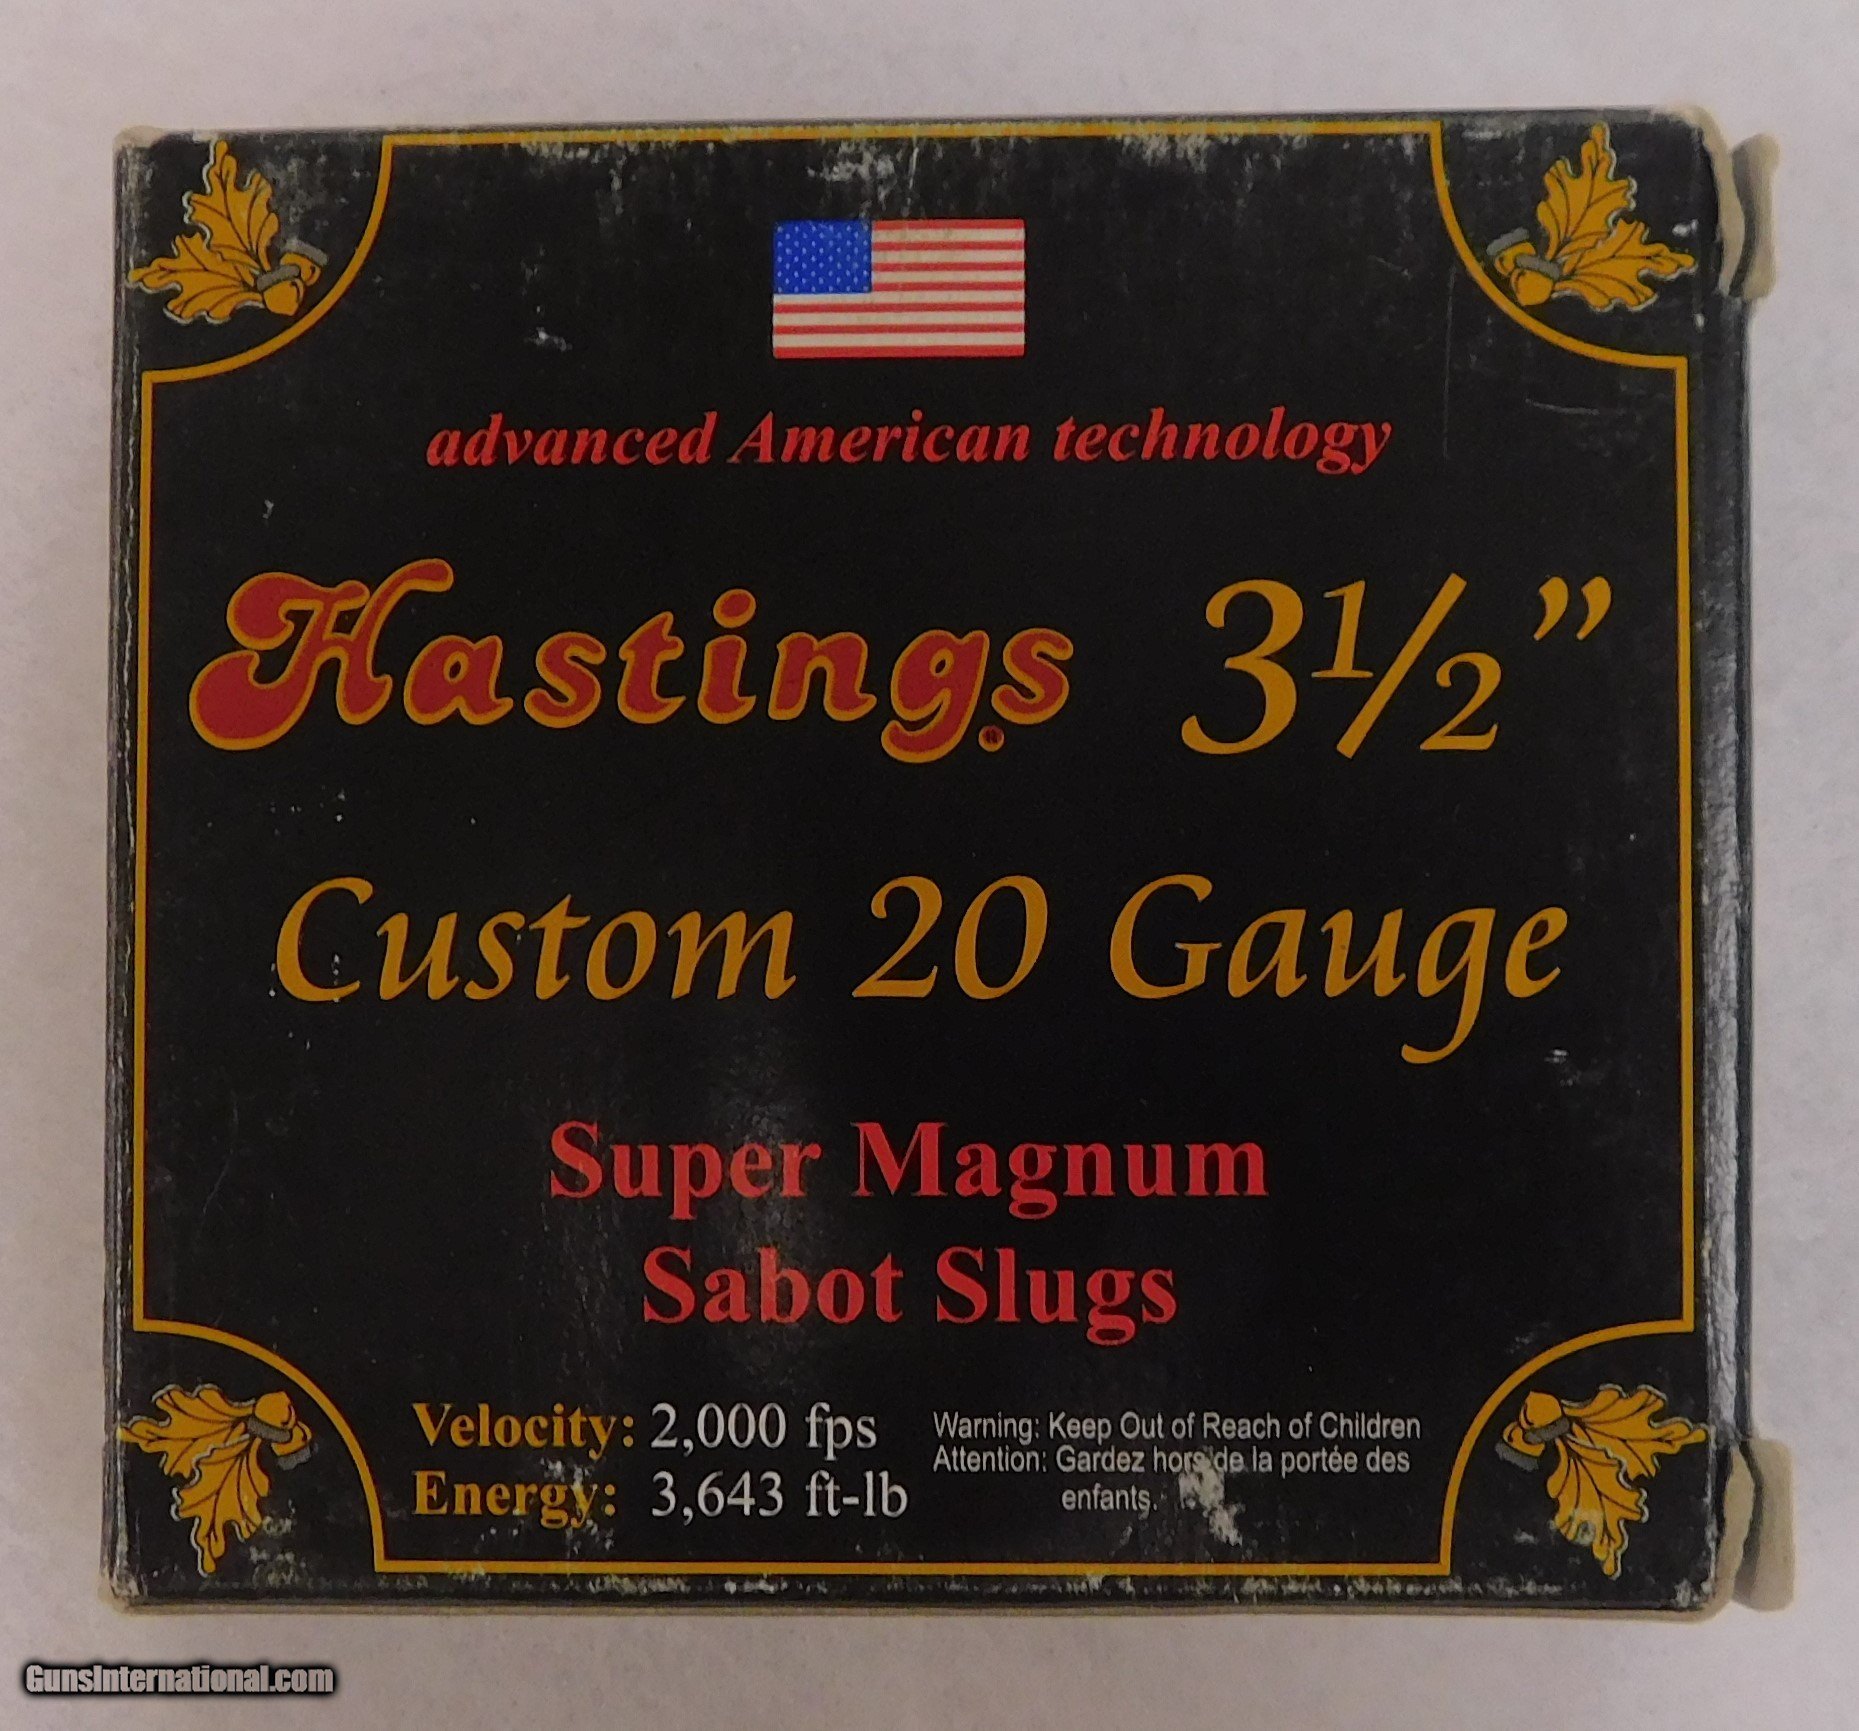 advanced American technology
Hastings® 3½”
Custom 20 Gauge
Super Magnum
Sabot Slugs
Velocity: 2,000 fps
Energy: 3,643 ft-lb
Warning: Keep Out of Reach of Children
Attention: Gardez hors de la portée des
enfants.
GunsInternational.com